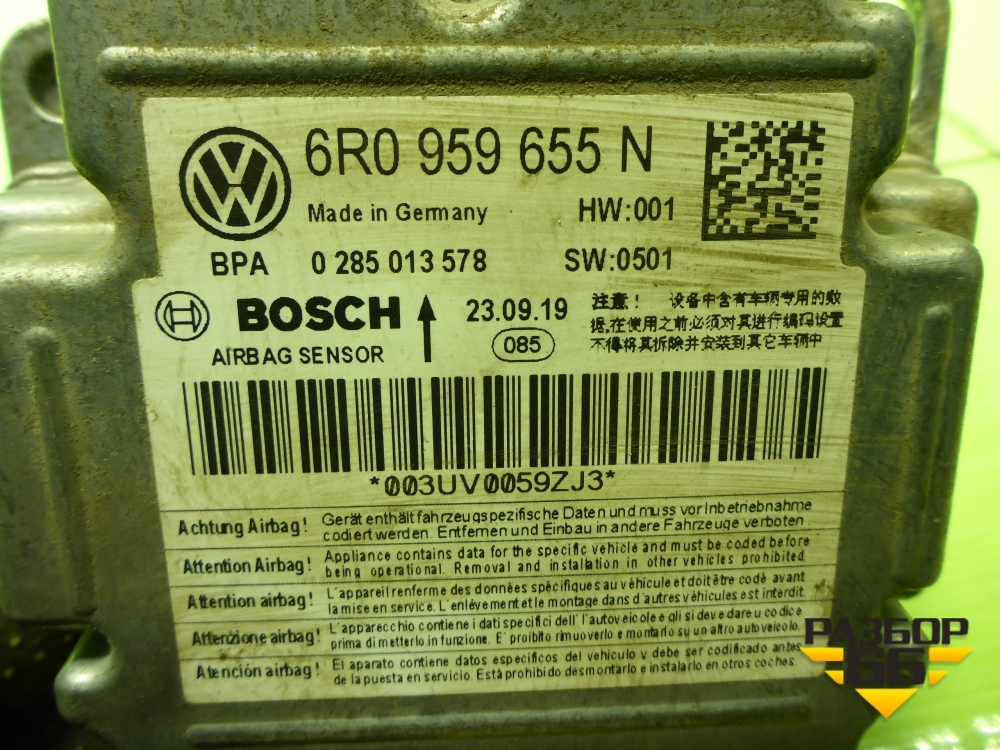 6R0 959 655 N
Made in Germany HW:001
BPA 0 285 013 578 SW:0501
BOSCH 23.09.19
AIRBAG SENSOR 085
注意！ 设备中含有车辆专用的数
据,在使用之前必须对其进行编码设置
不得将其拆除并安装到其它车辆中
*003UV0059ZJ3*
Achtung Airbag! Gerät enthält fahrzeugspezifische Daten und muss vor Inbetriebnahme
codiert werden. Entfernen und Einbau in andere Fahrzeuge verboten.
Attention Airbag! Appliance contains data for the specific vehicle and must be coded before
being operational. Removal and installation in other vehicles prohibited.
Attention airbag! L'appareil renferme des données spécifiques au véhicule et doit être codé avant
la mise en service. L'enlévement et le montage dans d'autres véhicules est interdit.
Attenzione airbag! L'apparecchio contiene i dati specifici dell'autoveicolo e gli si deve dare u codice
prima di metterlo in funzione. E' proibito rimuoverlo e montarlo su un altro autoveicolo.
Atención airbag! El aparato contiene datos especificos del vehículo v debe ser codificado antes
de la puesta en servicio. Está prohibido desmontarlo e instalarlo en otros coches.
РАЗБОР
66